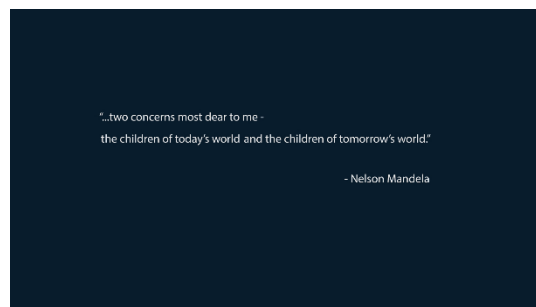 “...two concerns most dear to me -
the children of today’s world and the children of tomorrow’s world.”
- Nelson Mandela